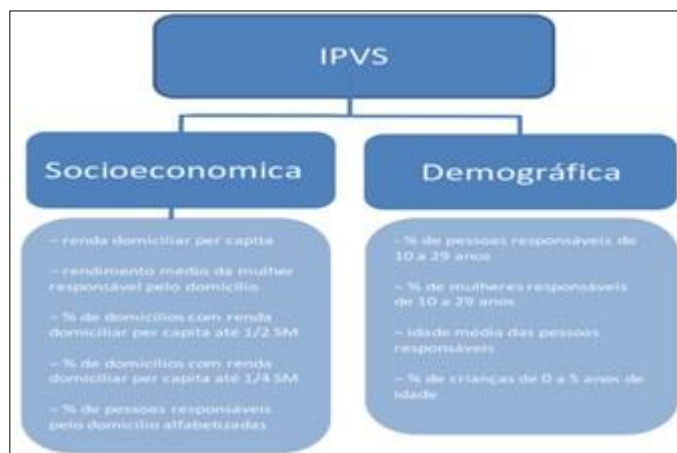 IPVS
Socioeconomica
Demográfica
– renda domiciliar per capita
– rendimento médio da mulher
responsável pelo domicílio
– % de domicílios com renda
domiciliar per capita até 1/2 SM
– % de domicílios com renda
domiciliar per capita até 1/4 SM
– % de pessoas responsáveis
pelo domicílio alfabetizadas
- % de pessoas responsáveis de
10 a 29 anos
- % de mulheres responsáveis
de 10 a 29 anos
– idade média das pessoas
responsáveis
– % de crianças de 0 a 5 anos de
idade